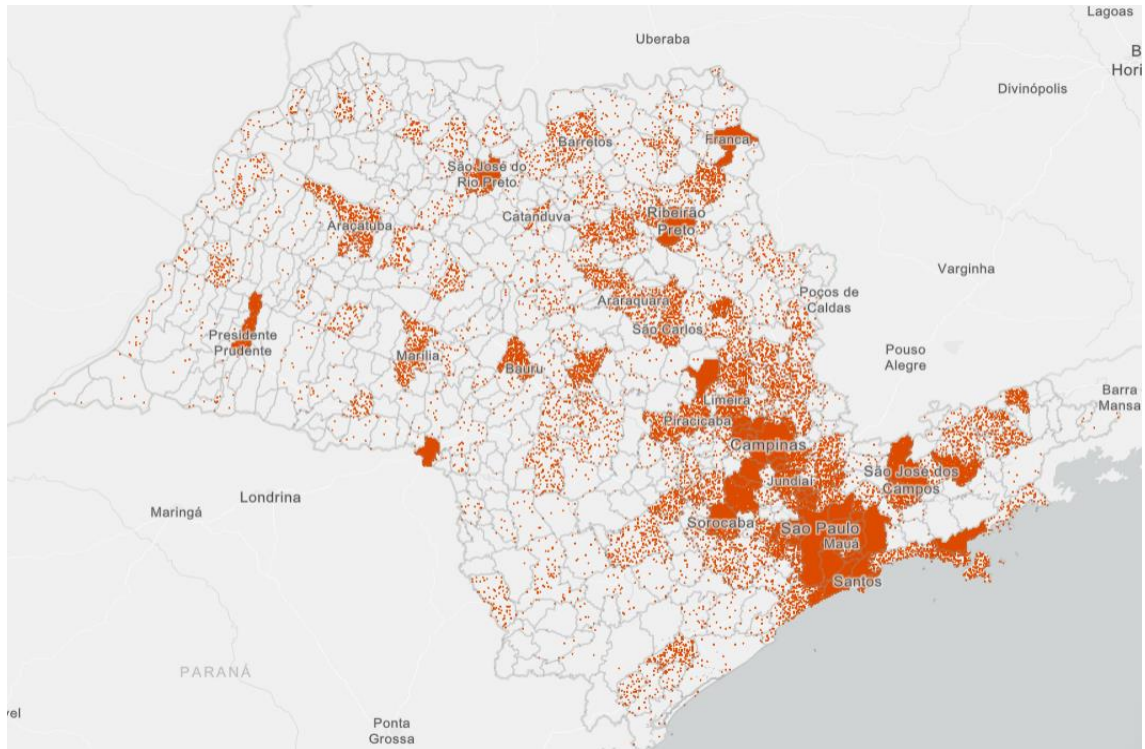 Lagoas
Uberaba
B
Hori
Divinópolis
Barretos
Franca
São José do
Rio Preto
Catanduva
Ribeirão
Preto
Araçatuba
Varginha
Poços de
Caldas
Araraquara
São Carlos
Presidente
Prudente
Marília
Bauru
Pouso
Alegre
Limeira
Barra
Mansa
Piracicaba
Campinas
São José dos
Campos
Jundiaí
Londrina
Maringá
Sorocaba
Sao Paulo
Mauá
Santos
PARANÁ
vel
Ponta
Grossa